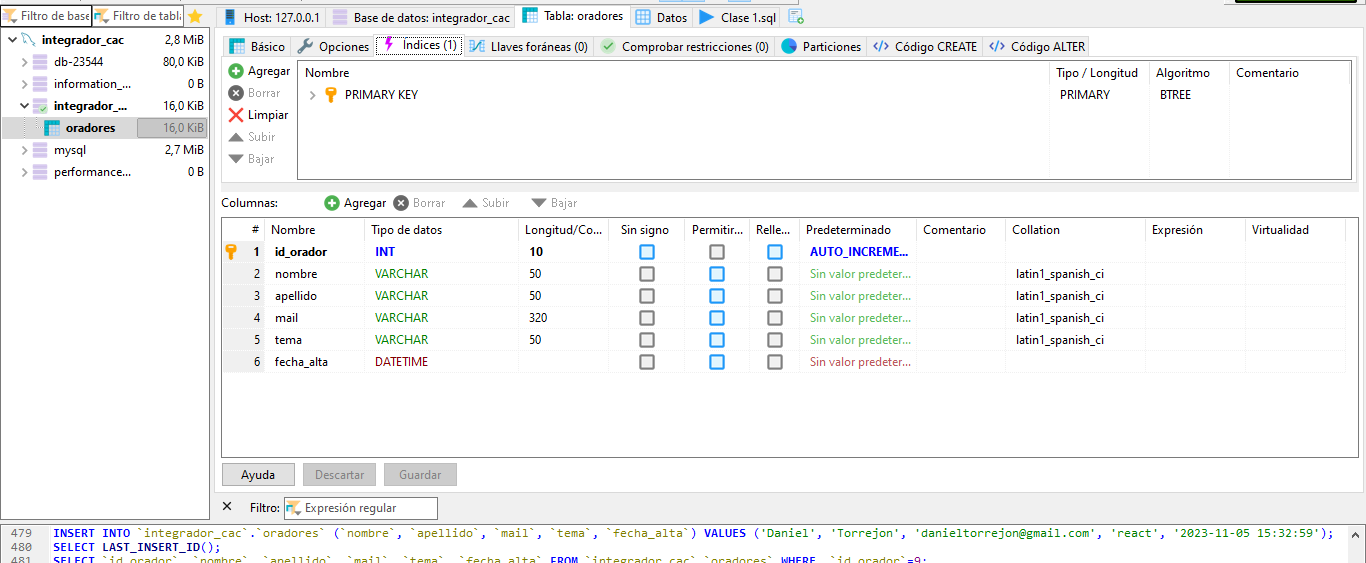 Filtro de base Filtro de tabla Host: 127.0.0.1 Base de datos: integrador_cac Tabla: oradores Datos Clase 1.sql
integrador_cac 2,8 MiB
db-23544 80,0 KiB
information_... 0 B
integrador_... 16,0 KiB
oradores 16,0 KiB
mysql 2,7 MiB
performance... 0 B
Básico Opciones Indices (1) Llaves foráneas (0) Comprobar restricciones (0) Particiones Código CREATE Código ALTER
Agregar
Borrar
Limpiar
Subir
Bajar
Nombre Tipo / Longitud Algoritmo Comentario
PRIMARY KEY PRIMARY BTREE
Columnas: Agregar Borrar Subir Bajar
# Nombre Tipo de datos Longitud/Co... Sin signo Permitir... Relle... Predeterminado Comentario Collation Expresión Virtualidad
1 id_orador INT 10 AUTO_INCREME...
2 nombre VARCHAR 50 Sin valor predeter... latin1_spanish_ci
3 apellido VARCHAR 50 Sin valor predeter... latin1_spanish_ci
4 mail VARCHAR 320 Sin valor predeter... latin1_spanish_ci
5 tema VARCHAR 50 Sin valor predeter... latin1_spanish_ci
6 fecha_alta DATETIME Sin valor predeter...
Ayuda Descartar Guardar
Filtro: Expresión regular
479 INSERT INTO `integrador_cac`.`oradores` (`nombre`, `apellido`, `mail`, `tema`, `fecha_alta`) VALUES ('Daniel', 'Torrejon', 'danieltorrejon@gmail.com', 'react', '2023-11-05 15:32:59');
480 SELECT LAST_INSERT_ID();
481 SELECT `id_orador`, `nombre`, `apellido`, `mail`, `tema`, `fecha_alta` FROM `integrador_cac`.`oradores` WHERE `id_orador`=9;